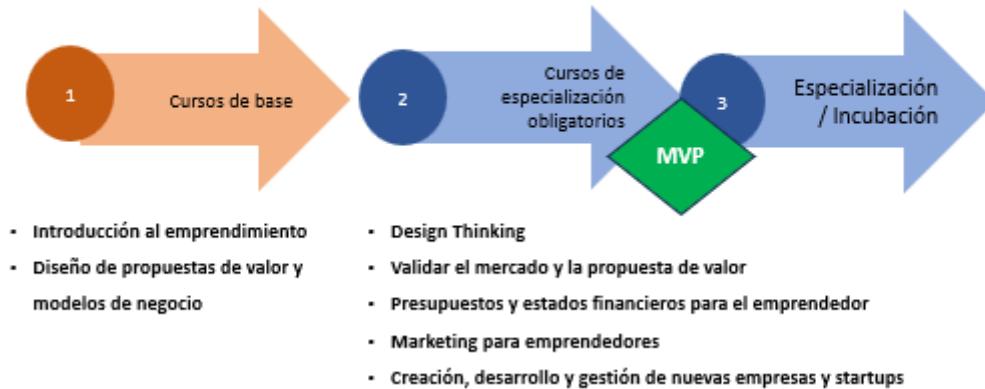 1
Cursos de base
2
Cursos de
especialización
obligatorios
MVP
3
Especialización
/ Incubación
▪ Introducción al emprendimiento
▪ Diseño de propuestas de valor y
modelos de negocio
▪ Design Thinking
▪ Validar el mercado y la propuesta de valor
▪ Presupuestos y estados financieros para el emprendedor
▪ Marketing para emprendedores
▪ Creación, desarrollo y gestión de nuevas empresas y startups